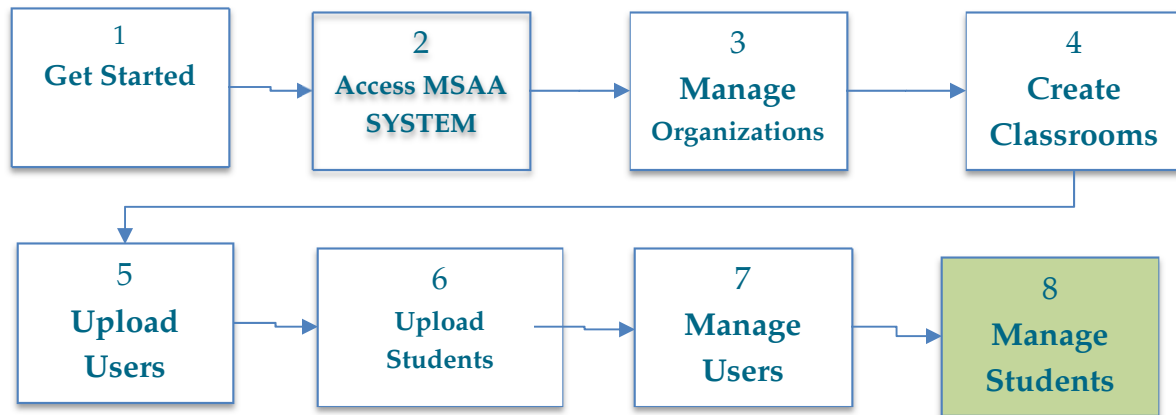 1
Get Started
2
Access MSAA
SYSTEM
3
Manage
Organizations
4
Create
Classrooms
5
Upload
Users
6
Upload
Students
7
Manage
Users
8
Manage
Students